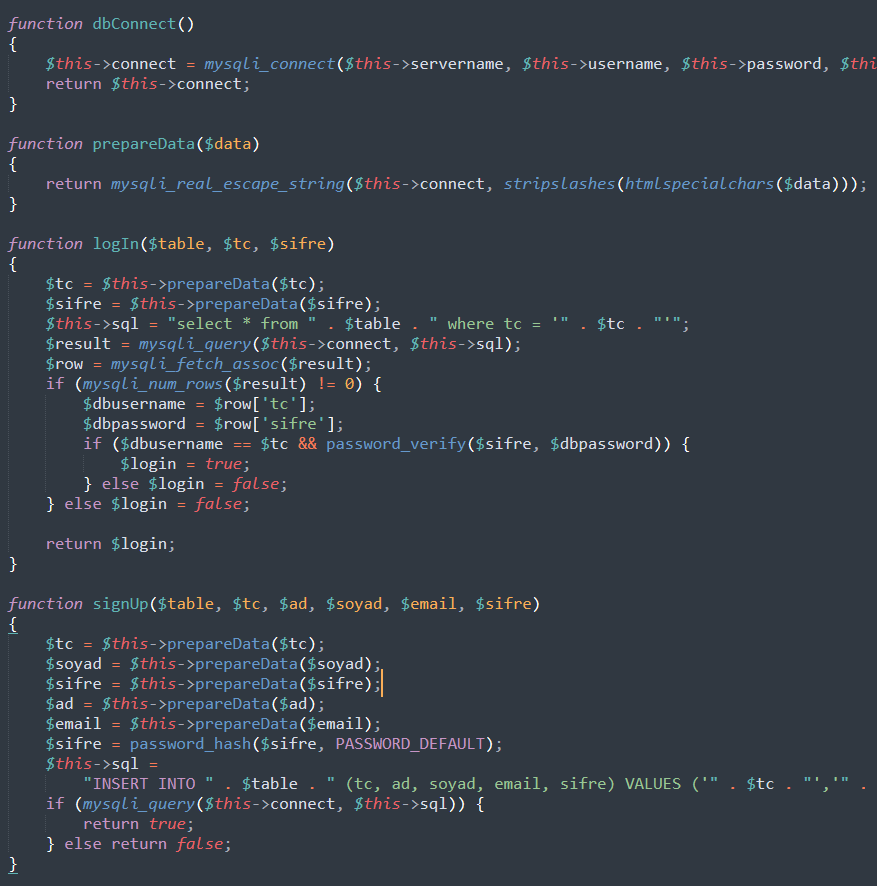 function dbConnect()
{
    $this->connect = mysqli_connect($this->servername, $this->username, $this->password, $thi
    return $this->connect;
}

function prepareData($data)
{
    return mysqli_real_escape_string($this->connect, stripslashes(htmlspecialchars($data)));
}

function logIn($table, $tc, $sifre)
{
    $tc = $this->prepareData($tc);
    $sifre = $this->prepareData($sifre);
    $this->sql = "select * from " . $table . " where tc = '" . $tc . "'";
    $result = mysqli_query($this->connect, $this->sql);
    $row = mysqli_fetch_assoc($result);
    if (mysqli_num_rows($result) != 0) {
        $dbusername = $row['tc'];
        $dbpassword = $row['sifre'];
        if ($dbusername == $tc && password_verify($sifre, $dbpassword)) {
            $login = true;
        } else $login = false;
    } else $login = false;

    return $login;
}

function signUp($table, $tc, $ad, $soyad, $email, $sifre)
{
    $tc = $this->prepareData($tc);
    $soyad = $this->prepareData($soyad);
    $sifre = $this->prepareData($sifre);
    $ad = $this->prepareData($ad);
    $email = $this->prepareData($email);
    $sifre = password_hash($sifre, PASSWORD_DEFAULT);
    $this->sql =
        "INSERT INTO " . $table . " (tc, ad, soyad, email, sifre) VALUES ('" . $tc . "','" .
    if (mysqli_query($this->connect, $this->sql)) {
        return true;
    } else return false;
}